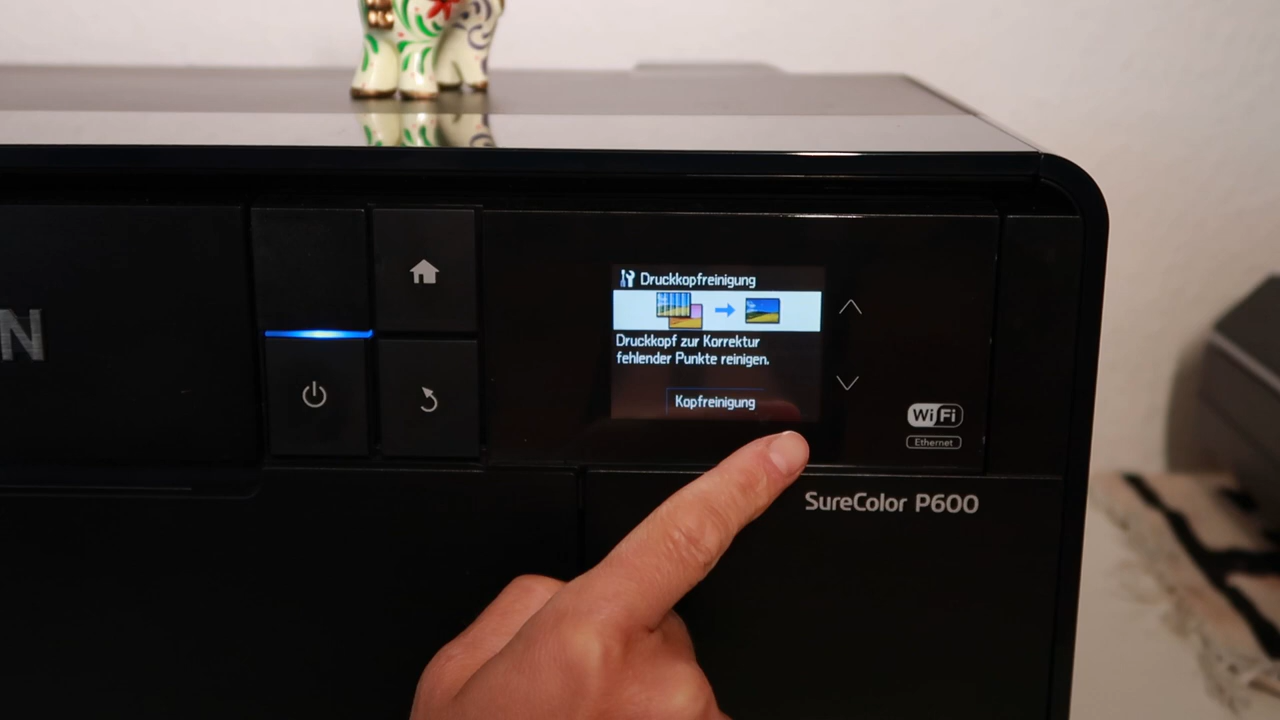 N
Druckkopfreinigung
Druckkopf zur Korrektur
fehlender Punkte reinigen.
Kopfreinigung
WiFi
Ethernet
SureColor P600